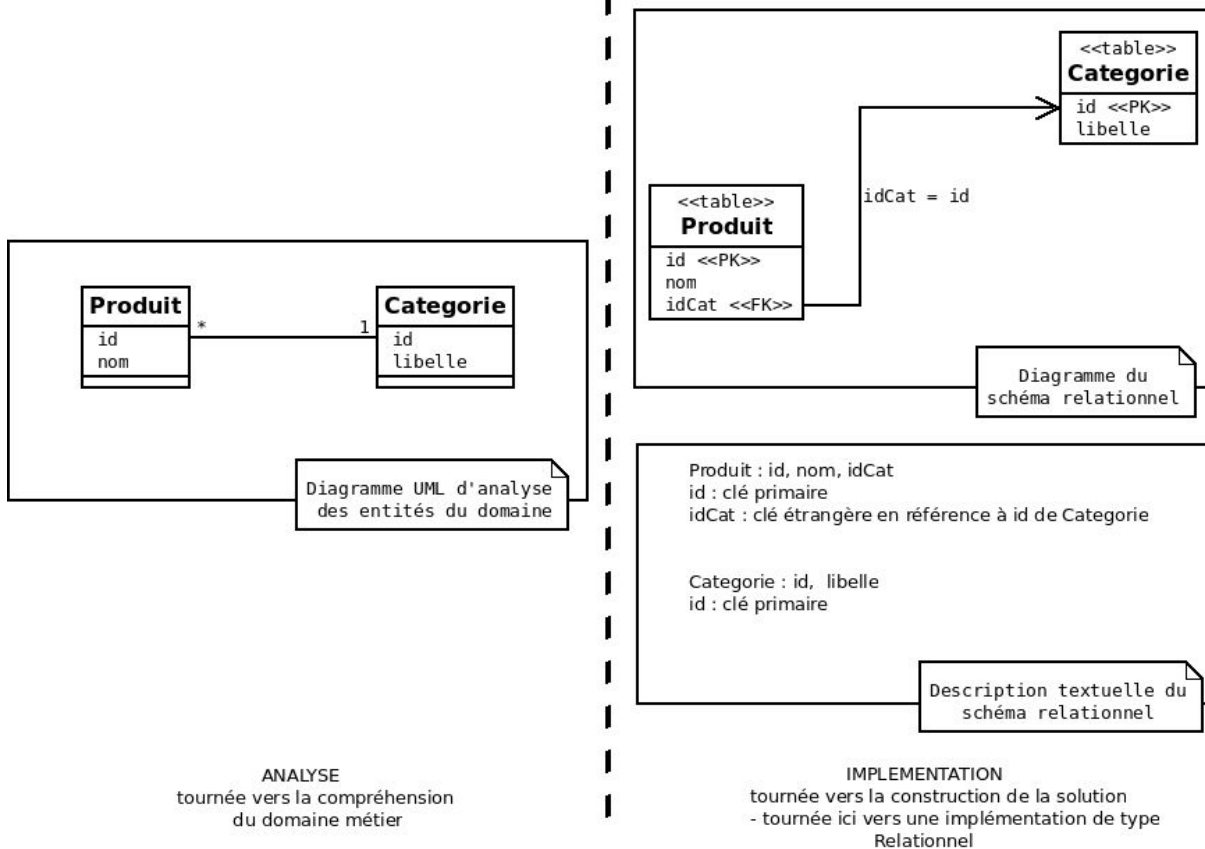 Produit
id
nom
*
1
Categorie
id
libelle
Diagramme UML d'analyse
des entités du domaine
ANALYSE
tournée vers la compréhension
du domaine métier
<<table>>
Categorie
id <<PK>>
libelle
idCat = id
<<table>>
Produit
id <<PK>>
nom
idCat <<FK>>
Diagramme du
schéma relationnel
Produit : id, nom, idCat
id : clé primaire
idCat : clé étrangère en référence à id de Categorie
Categorie : id, libelle
id : clé primaire
Description textuelle du
schéma relationnel
IMPLEMENTATION
tournée vers la construction de la solution
- tournée ici vers une implémentation de type
Relationnel